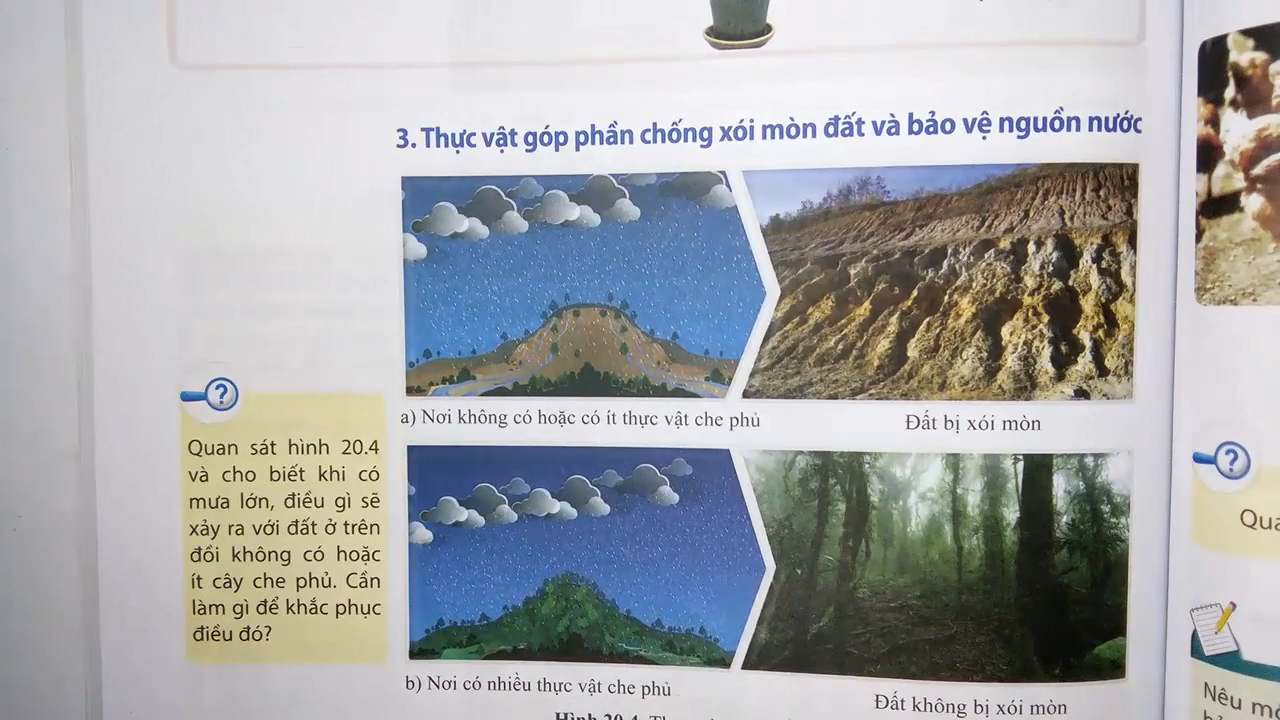 3. Thực vật góp phần chống xói mòn đất và bảo vệ nguồn nước
a) Nơi không có hoặc có ít thực vật che phủ
Đất bị xói mòn
?
Quan sát hình 20.4
và cho biết khi có
mưa lớn, điều gì sẽ
xảy ra với đất ở trên
đồi không có hoặc
ít cây che phủ. Cần
làm gì để khắc phục
điều đó?
b) Nơi có nhiều thực vật che phủ
Đất không bị xói mòn
Hình 20.4
?
Nêu